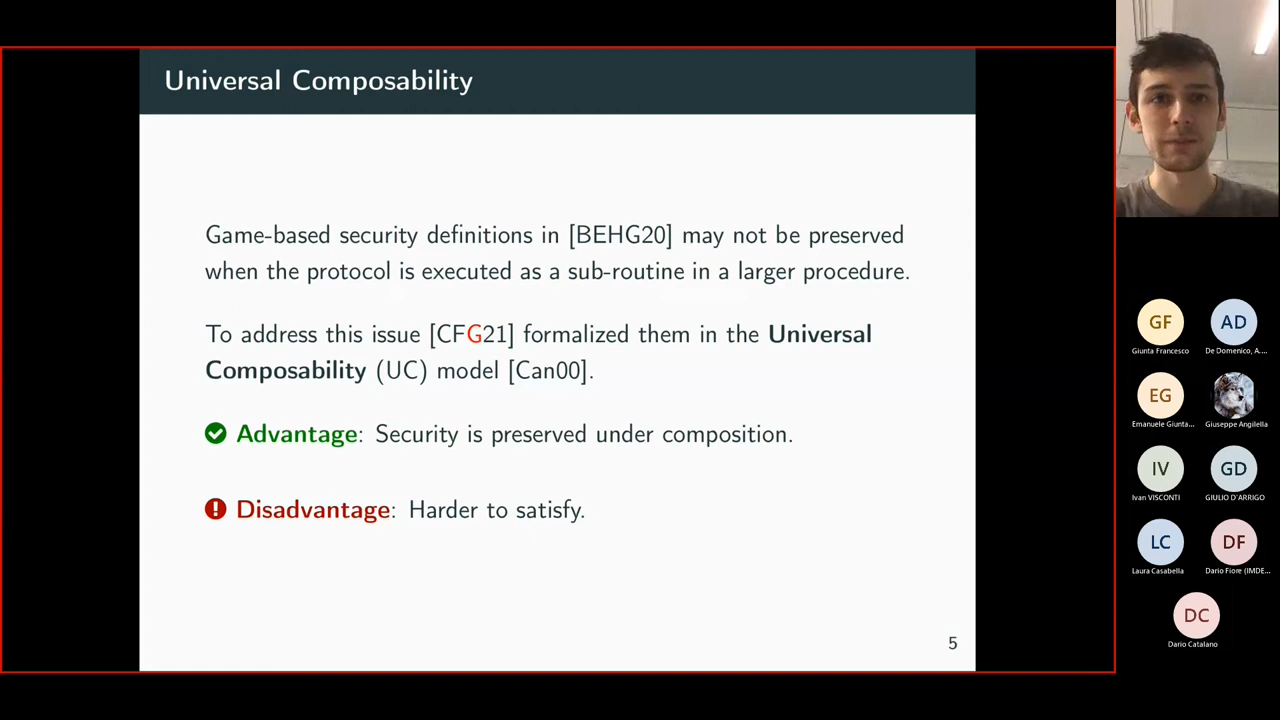 Universal Composability
Game-based security definitions in [BEHG20] may not be preserved
when the protocol is executed as a sub-routine in a larger procedure.
To address this issue [CFG21] formalized them in the Universal
Composability (UC) model [Can00].
Advantage: Security is preserved under composition.
Disadvantage: Harder to satisfy.
5
GF
AD
Giunta Francesco
De Domenico, A...
EG
Emanuele Giunta...
Giuseppe Angilella
IV
GD
Ivan VISCONTI
GIULIO D'ARRIGO
LC
DF
Laura Casabella
Dario Fiore (IMDE...
DC
Dario Catalano